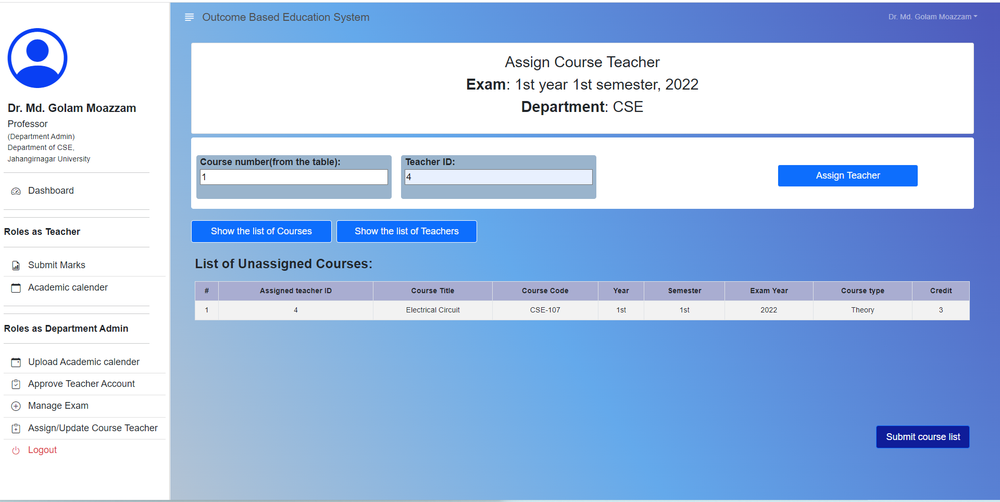 Outcome Based Education System
Dr. Md. Golam Moazzam
Dr. Md. Golam Moazzam
Professor
(Department Admin)
Department of CSE,
Jahangirnagar University
Dashboard
Roles as Teacher
Submit Marks
Academic calender
Roles as Department Admin
Upload Academic calender
Approve Teacher Account
Manage Exam
Assign/Update Course Teacher
Logout
Assign Course Teacher
Exam: 1st year 1st semester, 2022
Department: CSE
Course number(from the table):
1
Teacher ID:
4
Assign Teacher
Show the list of Courses
Show the list of Teachers
List of Unassigned Courses:
# Assigned teacher ID Course Title Course Code Year Semester Exam Year Course type Credit
1 4 Electrical Circuit CSE-107 1st 1st 2022 Theory 3
Submit course list